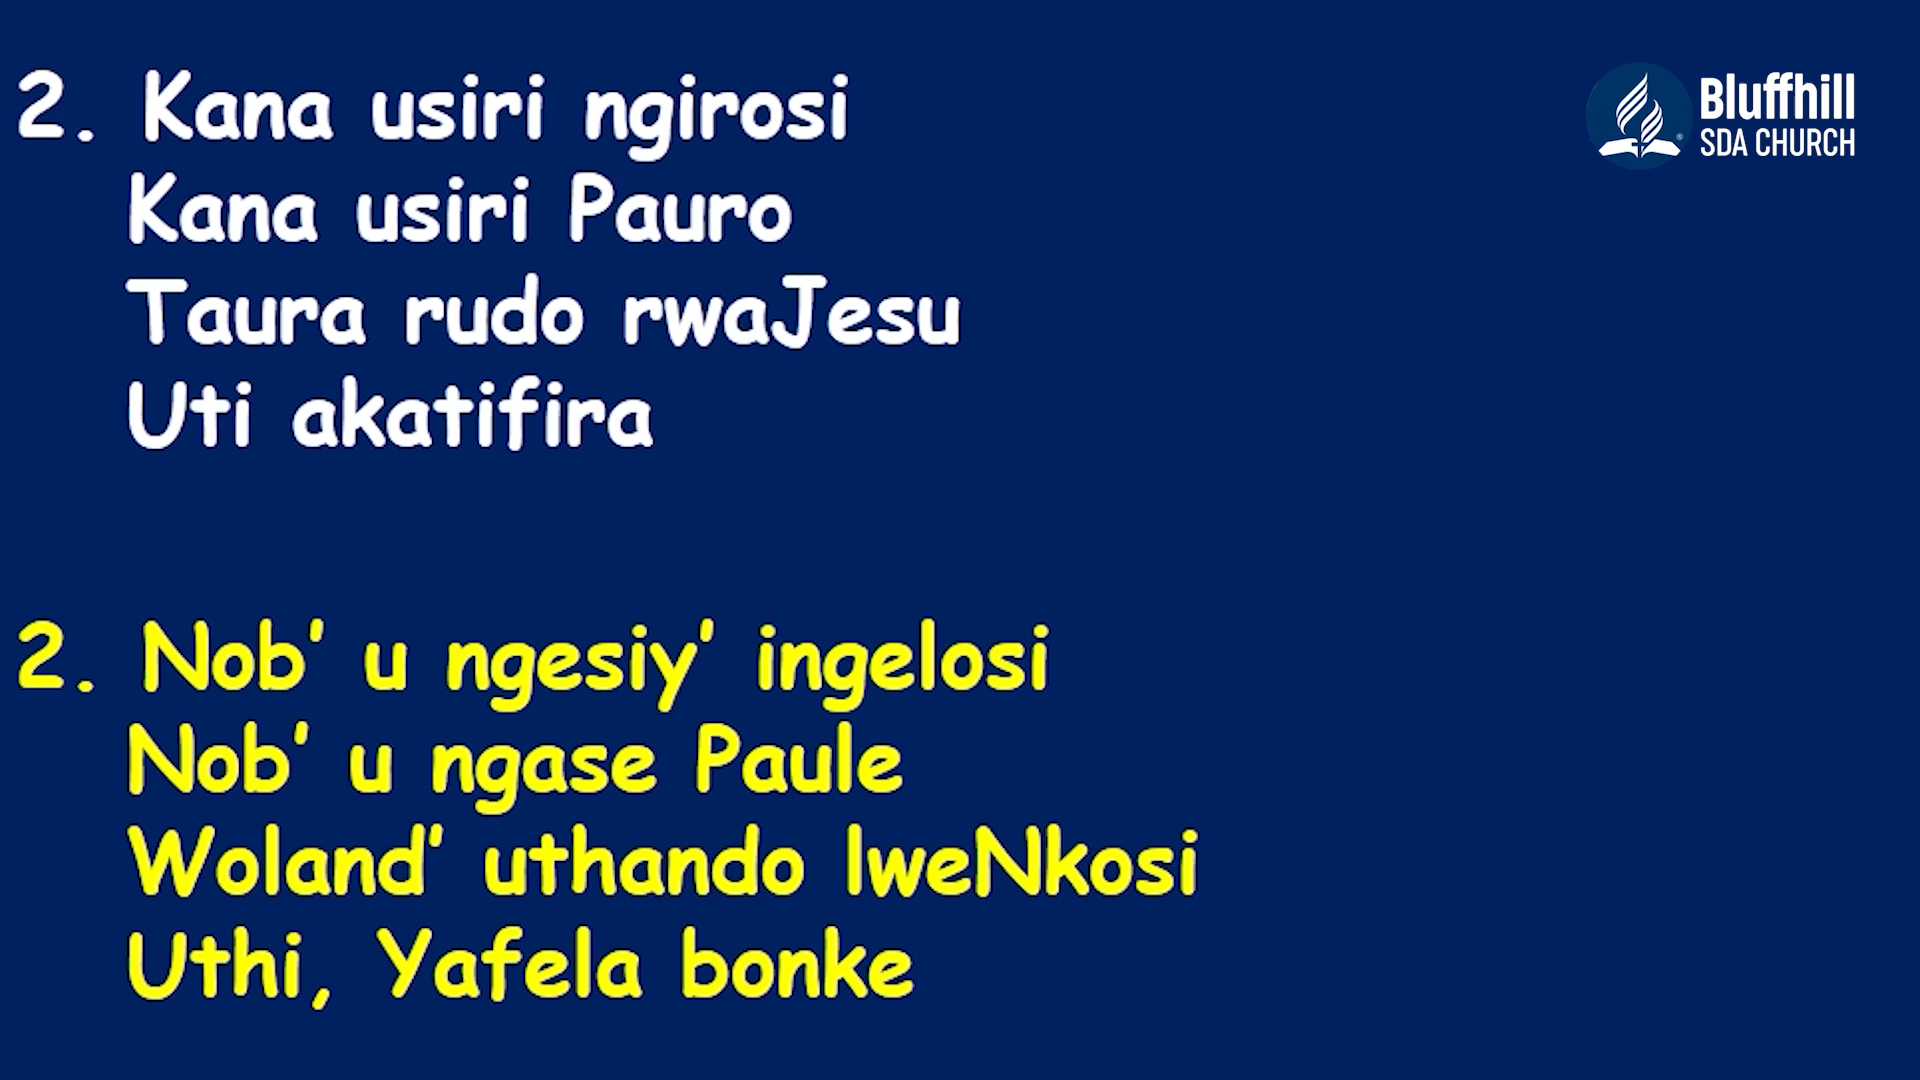 2. Kana usiri ngirosi
Kana usiri Pauro
Taura rudo rwaJesu
Uti akatifira
Bluffhill
SDA CHURCH
2. Nob' u ngesiy' ingelosi
Nob' u ngase Paule
Woland' uthando lweNkosi
Uthi, Yafela bonke